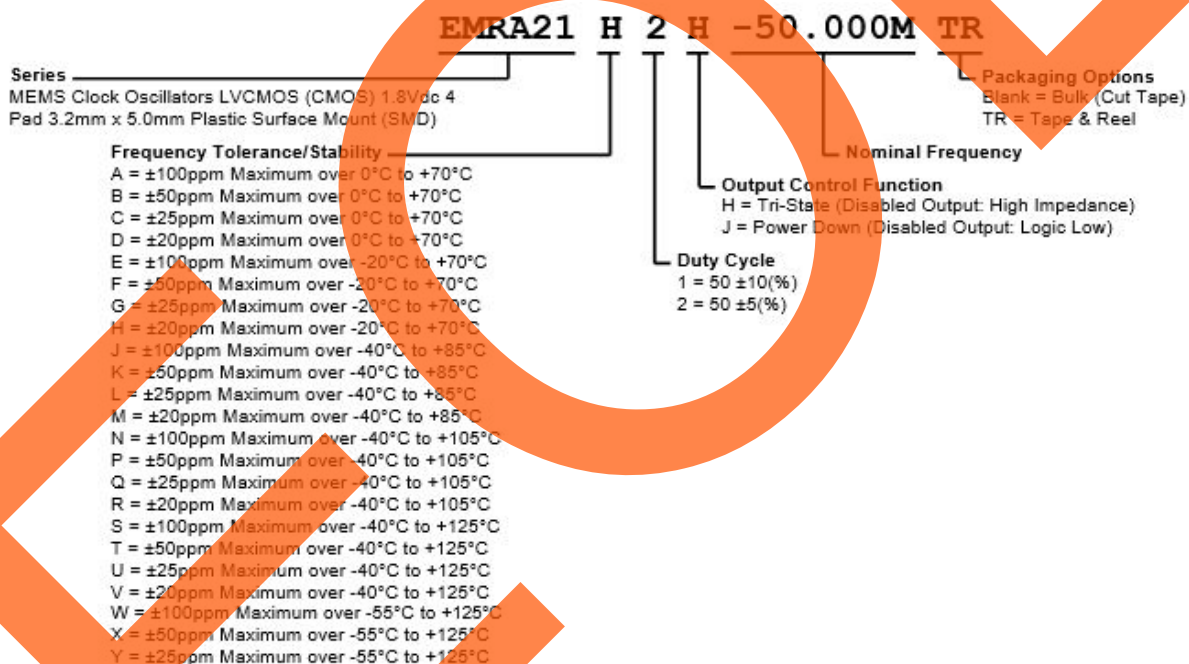 EMRA21 H 2 H -50.000M TR
Series
MEMS Clock Oscillators LVCMOS (CMOS) 1.8Vdc 4
Pad 3.2mm x 5.0mm Plastic Surface Mount (SMD)
Packaging Options
Blank = Bulk (Cut Tape)
TR = Tape & Reel
Frequency Tolerance/Stability
A = ±100ppm Maximum over 0°C to +70°C
B = ±50ppm Maximum over 0°C to +70°C
C = ±25ppm Maximum over 0°C to +70°C
D = ±20ppm Maximum over 0°C to +70°C
E = ±100ppm Maximum over -20°C to +70°C
F = ±50ppm Maximum over -20°C to +70°C
G = ±25ppm Maximum over -20°C to +70°C
H = ±20ppm Maximum over -20°C to +70°C
J = ±100ppm Maximum over -40°C to +85°C
K = ±50ppm Maximum over -40°C to +85°C
L = ±25ppm Maximum over -40°C to +85°C
M = ±20ppm Maximum over -40°C to +85°C
N = ±100ppm Maximum over -40°C to +105°C
P = ±50ppm Maximum over -40°C to +105°C
Q = ±25ppm Maximum over -40°C to +105°C
R = ±20ppm Maximum over -40°C to +105°C
S = ±100ppm Maximum over -40°C to +125°C
T = ±50ppm Maximum over -40°C to +125°C
U = ±25ppm Maximum over -40°C to +125°C
V = ±20ppm Maximum over -40°C to +125°C
W = ±100ppm Maximum over -55°C to +125°C
X = ±50ppm Maximum over -55°C to +125°C
Y = ±25ppm Maximum over -55°C to +125°C
Nominal Frequency
Output Control Function
H = Tri-State (Disabled Output: High Impedance)
J = Power Down (Disabled Output: Logic Low)
Duty Cycle
1 = 50 ±10(%)
2 = 50 ±5(%)